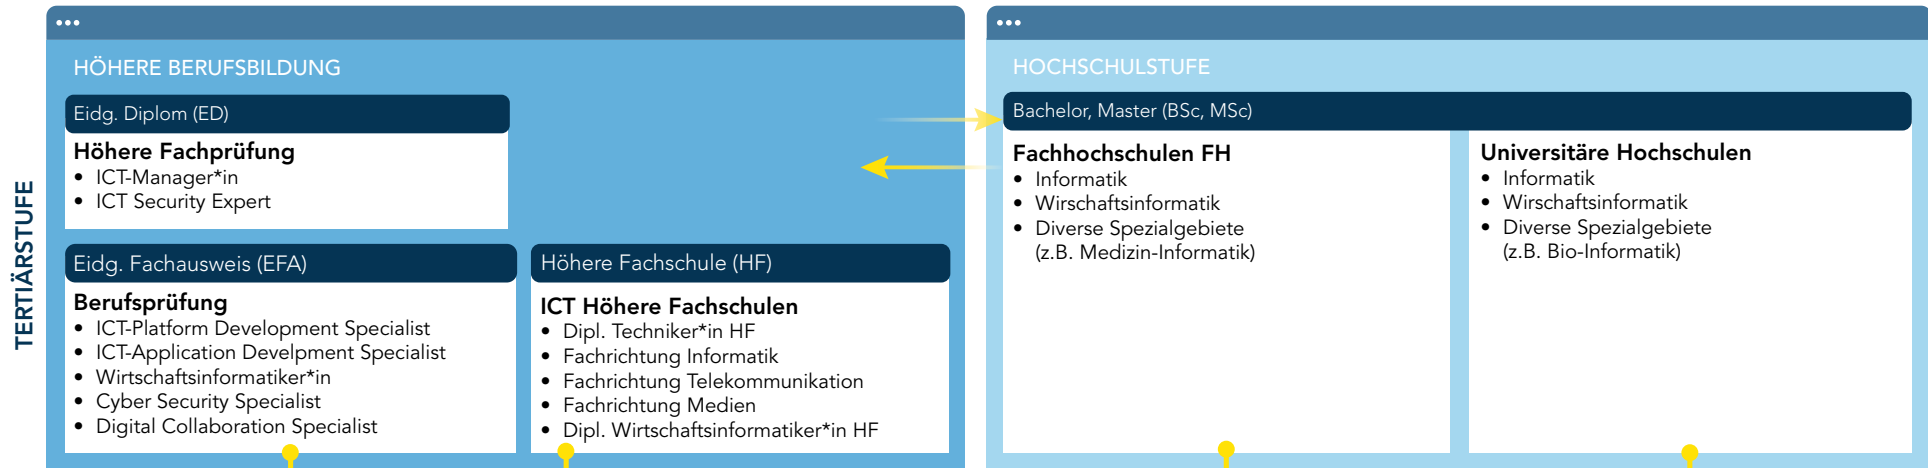 TERTIÄRSTUFE
HÖHERE BERUFSBILDUNG
Eidg. Diplom (ED)
Höhere Fachprüfung
• ICT-Manager*in
• ICT Security Expert
Eidg. Fachausweis (EFA)
Berufsprüfung
• ICT-Platform Development Specialist
• ICT-Application Develpment Specialist
• Wirtschaftsinformatiker*in
• Cyber Security Specialist
• Digital Collaboration Specialist
Höhere Fachschule (HF)
ICT Höhere Fachschulen
• Dipl. Techniker*in HF
• Fachrichtung Informatik
• Fachrichtung Telekommunikation
• Fachrichtung Medien
• Dipl. Wirtschaftsinformatiker*in HF
HOCHSCHULSTUFE
Bachelor, Master (BSc, MSc)
Fachhochschulen FH
• Informatik
• Wirschaftsinformatik
• Diverse Spezialgebiete
(z.B. Medizin-Informatik)
Universitäre Hochschulen
• Informatik
• Wirschaftsinformatik
• Diverse Spezialgebiete
(z.B. Bio-Informatik)